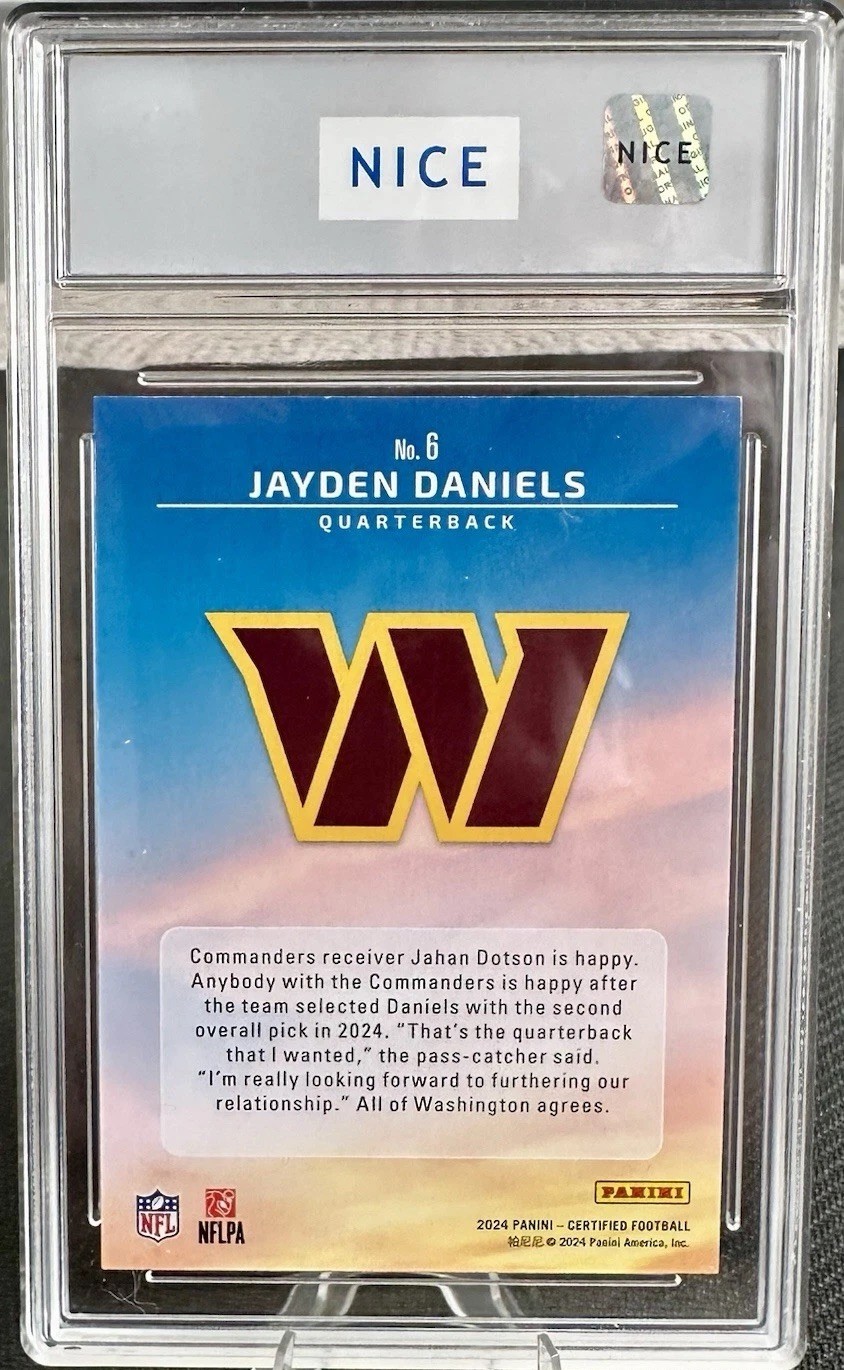 NICE
NICE
No. 6
JAYDEN DANIELS
QUARTERBACK
Commanders receiver Jahan Dotson is happy.
Anybody with the Commanders is happy after
the team selected Daniels with the second
overall pick in 2024. “That’s the quarterback
that I wanted,” the pass-catcher said.
“I’m really looking forward to furthering our
relationship.” All of Washington agrees.
PANINI
NFL
NFLPA
2024 PANINI – CERTIFIED FOOTBALL
帕尼尼 © 2024 Panini America, Inc.